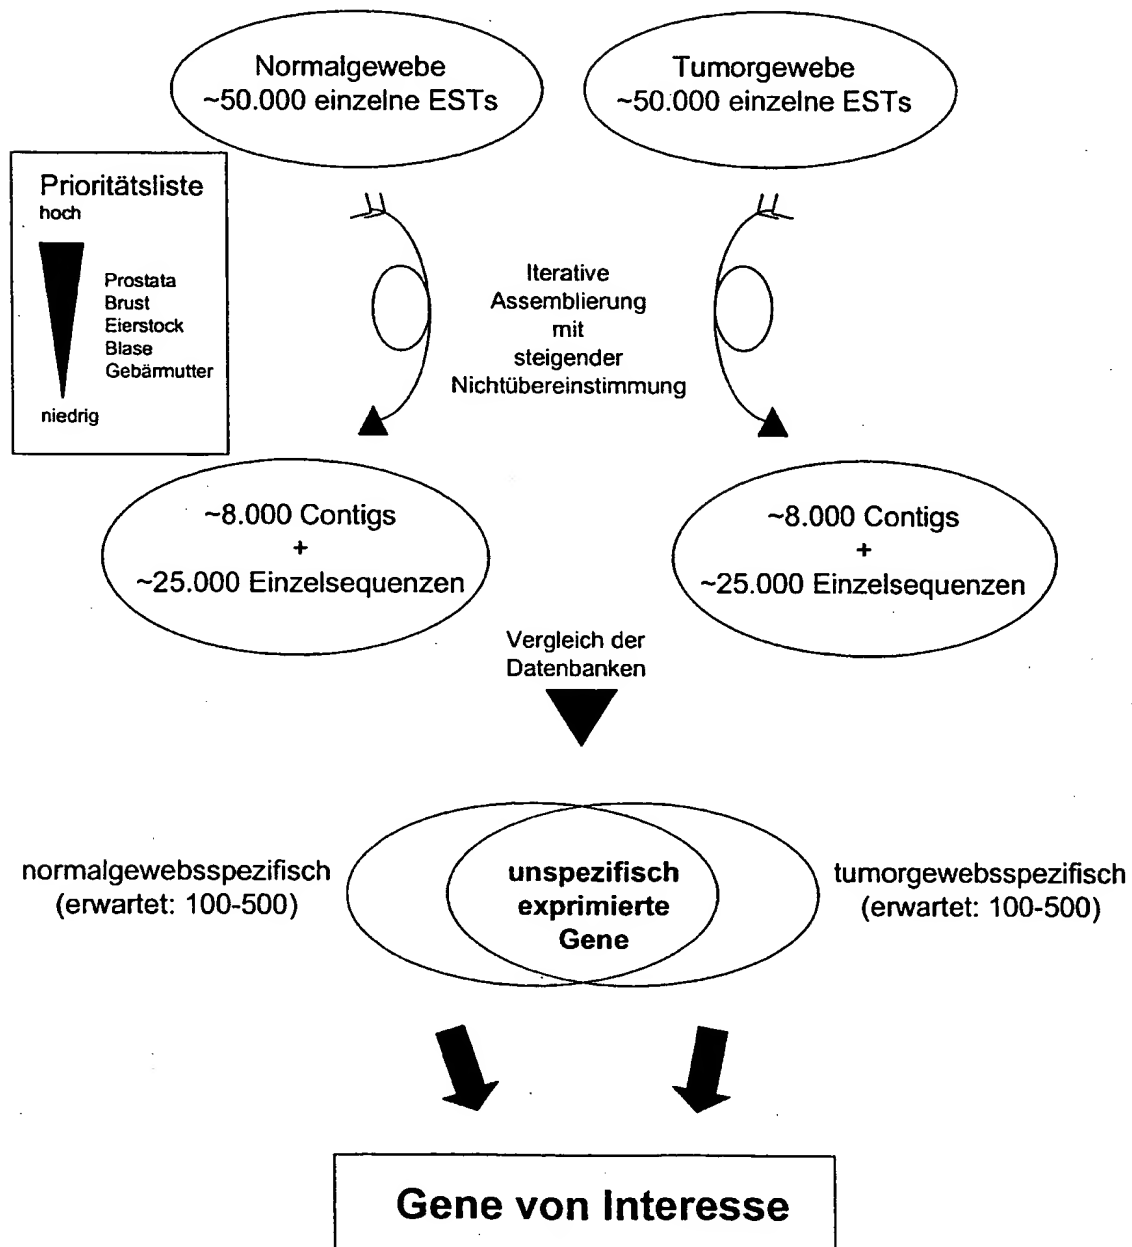 Normalgewebe
~50.000 einzelne ESTs
Tumorgewebe
~50.000 einzelne ESTs
Prioritätsliste
hoch
Prostata
Brust
Eierstock
Blase
Gebärmutter
niedrig
Iterative
Assemblierung
mit
steigender
Nichtübereinstimmung
~8.000 Contigs
+
~25.000 Einzelsequenzen
~8.000 Contigs
+
~25.000 Einzelsequenzen
Vergleich der
Datenbanken
normalgewebsspezifisch
(erwartet: 100-500)
unspezifisch
exprimierte
Gene
tumorgewebsspezifisch
(erwartet: 100-500)
Gene von Interesse